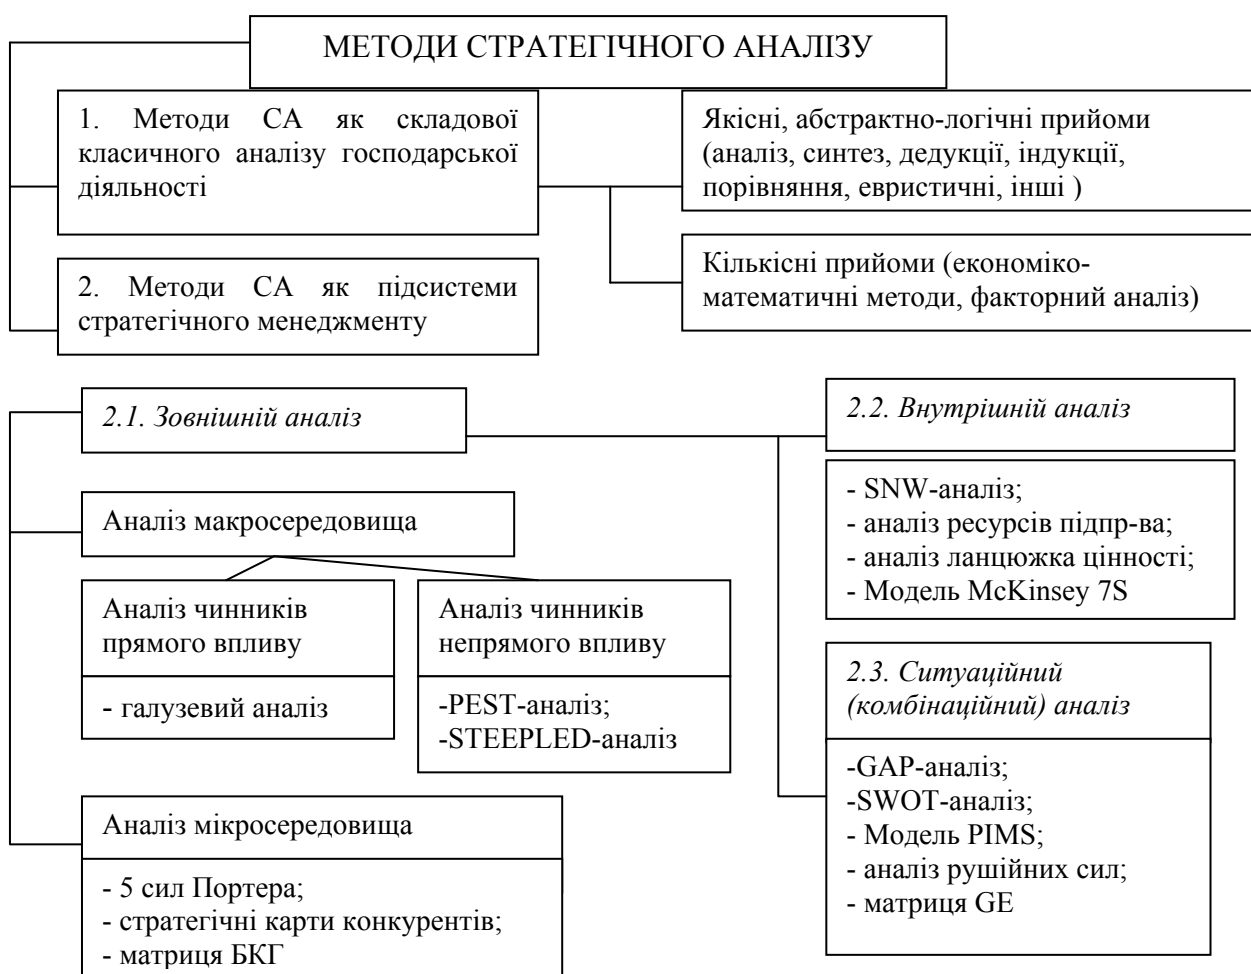 МЕТОДИ СТРАТЕГІЧНОГО АНАЛІЗУ
1. Методи СА як складової
класичного аналізу господарської
діяльності
Якісні, абстрактно-логічні прийоми
(аналіз, синтез, дедукції, індукції,
порівняння, евристичні, інші )
2. Методи СА як підсистеми
стратегічного менеджменту
Кількісні прийоми (економіко-
математичні методи, факторний аналіз)
2.1. Зовнішній аналіз
Аналіз макросередовища
Аналіз чинників
прямого впливу
- галузевий аналіз
Аналіз чинників
непрямого впливу
-PEST-аналіз;
-STEEPLED-аналіз
Аналіз мікросередовища
- 5 сил Портера;
- стратегічні карти конкурентів;
- матриця БКГ
2.2. Внутрішній аналіз
- SNW-аналіз;
- аналіз ресурсів підпр-ва;
- аналіз ланцюжка цінності;
- Модель McKinsey 7S
2.3. Ситуаційний
(комбінаційний) аналіз
-GAP-аналіз;
-SWOT-аналіз;
- Модель PIMS;
- аналіз рушійних сил;
- матриця GE